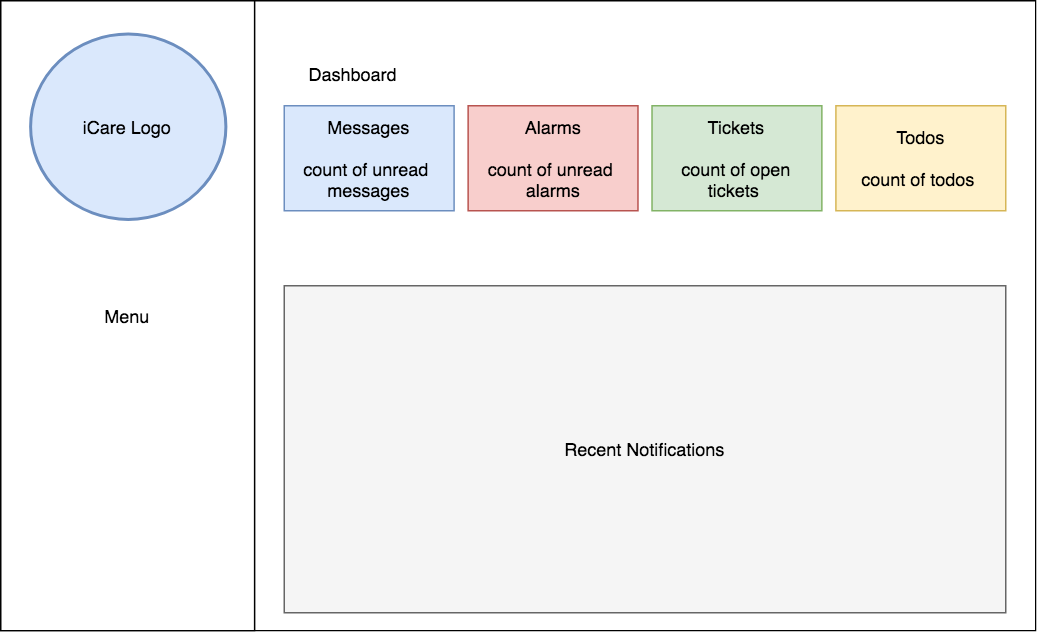 iCare Logo
Menu
Dashboard
Messages
count of unread
messages
Alarms
count of unread
alarms
Tickets
count of open
tickets
Todos
count of todos
Recent Notifications